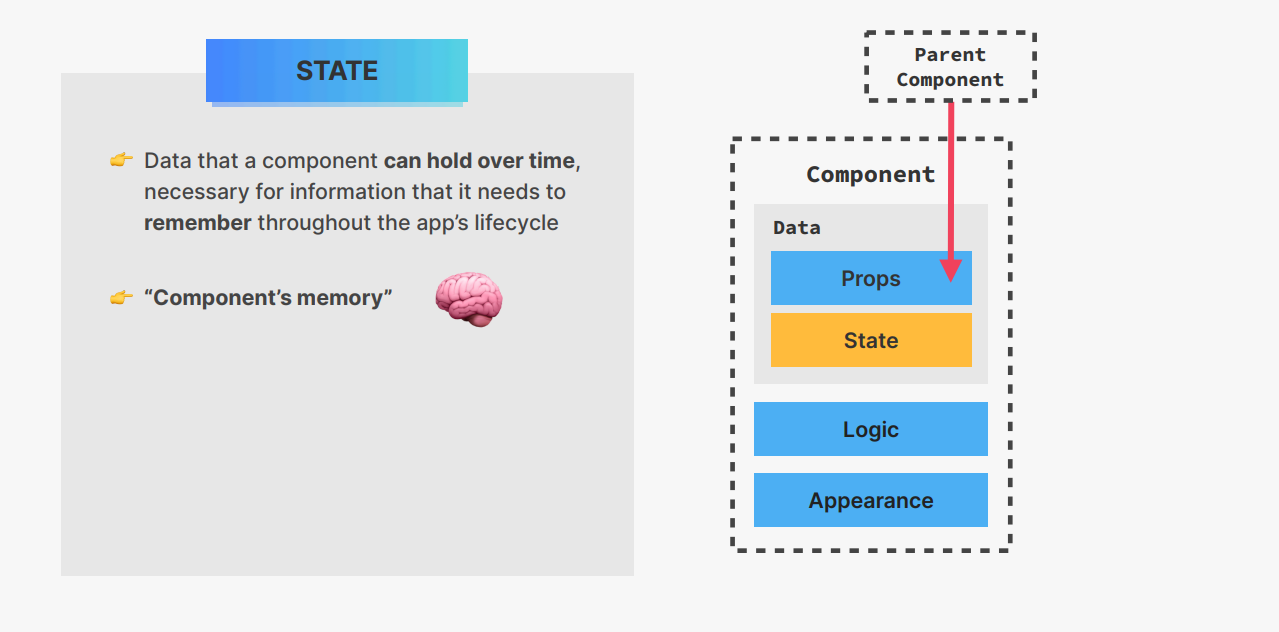 STATE
👉 Data that a component can hold over time,
necessary for information that it needs to
remember throughout the app’s lifecycle
👉 “Component’s memory”
Parent
Component
Component
Data
Props
State
Logic
Appearance